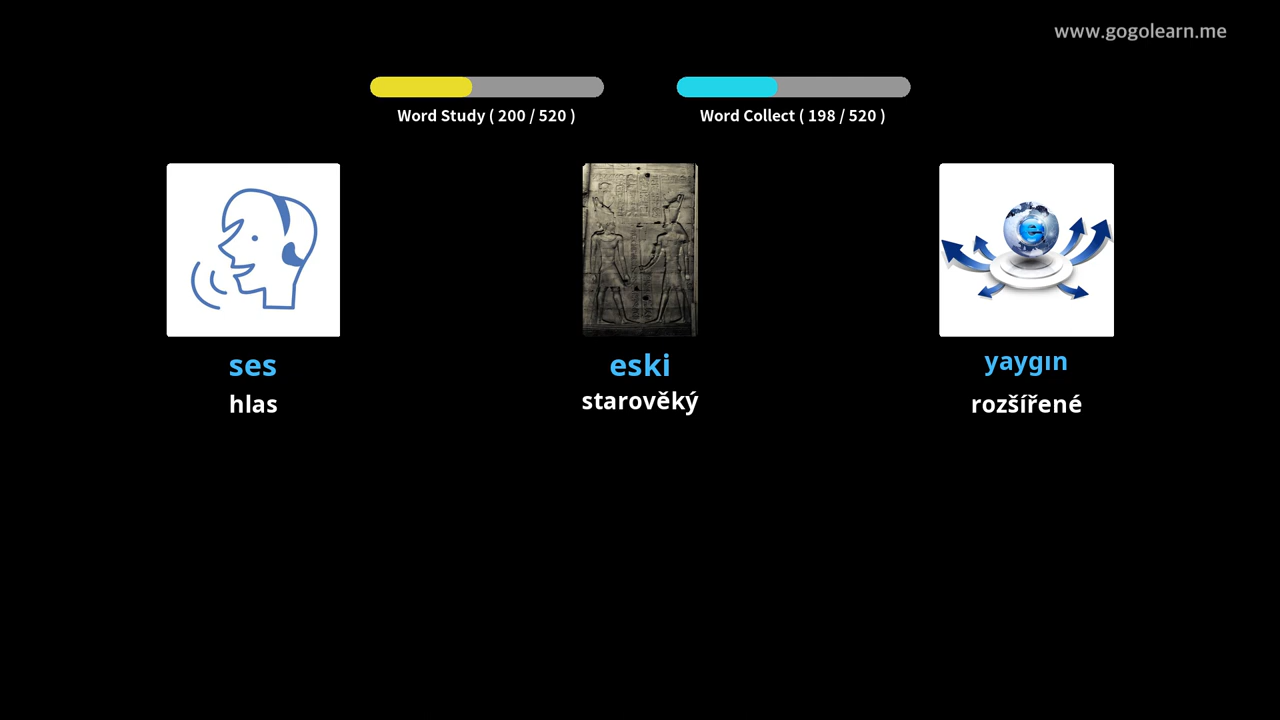 www.gogolearn.me
Word Study ( 200 / 520 )
Word Collect ( 198 / 520 )
ses
eski
yaygın
hlas
starověký
rozšířené